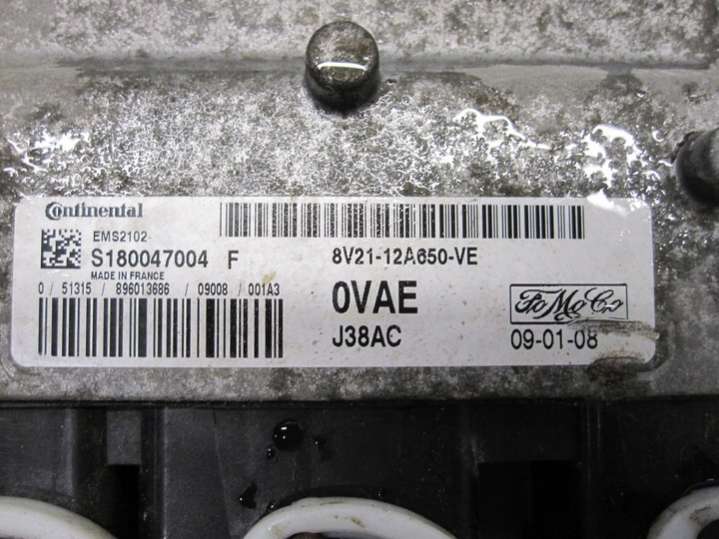 Continental
EMS2102
S180047004 F
MADE IN FRANCE
0 / 51315 / 896013686 / 09008 / 001A3
8V21-12A650-VE
0VAE
J38AC
FoMoCo
09-01-08